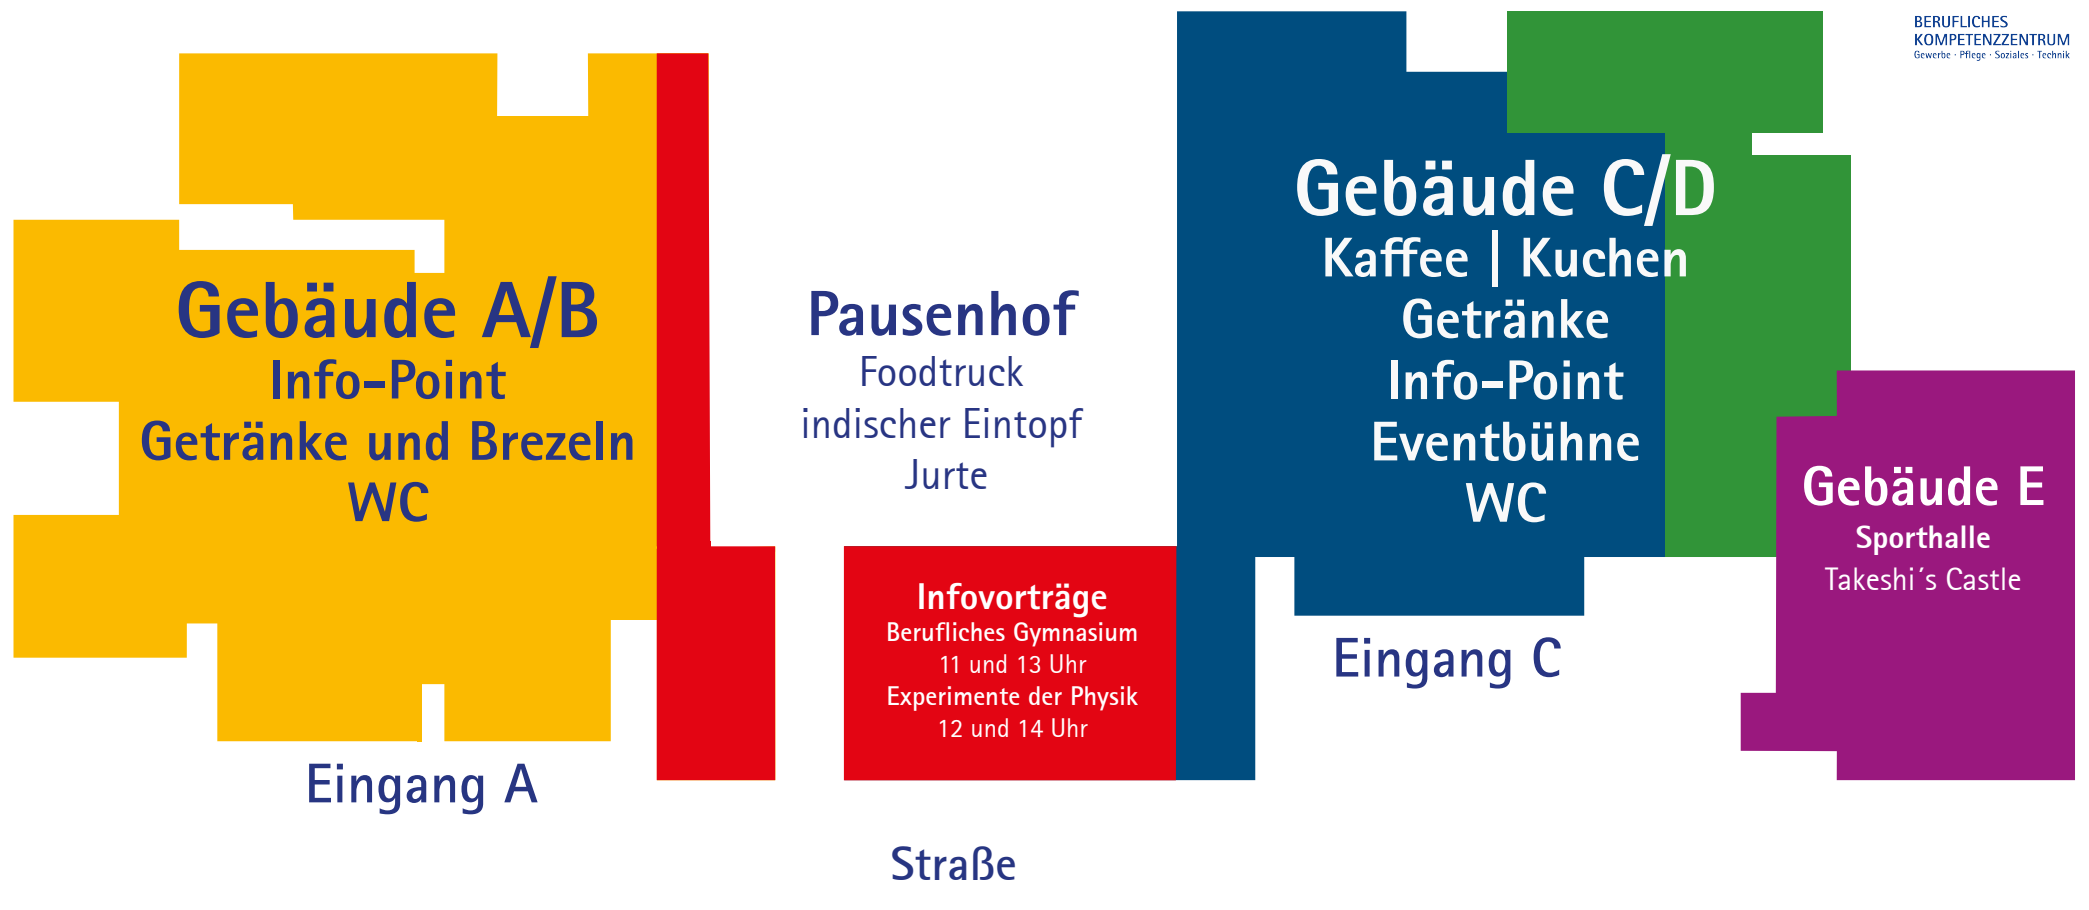 BERUFLICHES
KOMPETENZZENTRUM
Gewerbe · Pflege · Soziales · Technik
Gebäude A/B
Info-Point
Getränke und Brezeln
WC
Eingang A
Pausenhof
Foodtruck
indischer Eintopf
Jurte
Infovorträge
Berufliches Gymnasium
11 und 13 Uhr
Experimente der Physik
12 und 14 Uhr
Gebäude C/D
Kaffee | Kuchen
Getränke
Info-Point
Eventbühne
WC
Eingang C
Gebäude E
Sporthalle
Takeshi´s Castle
Straße